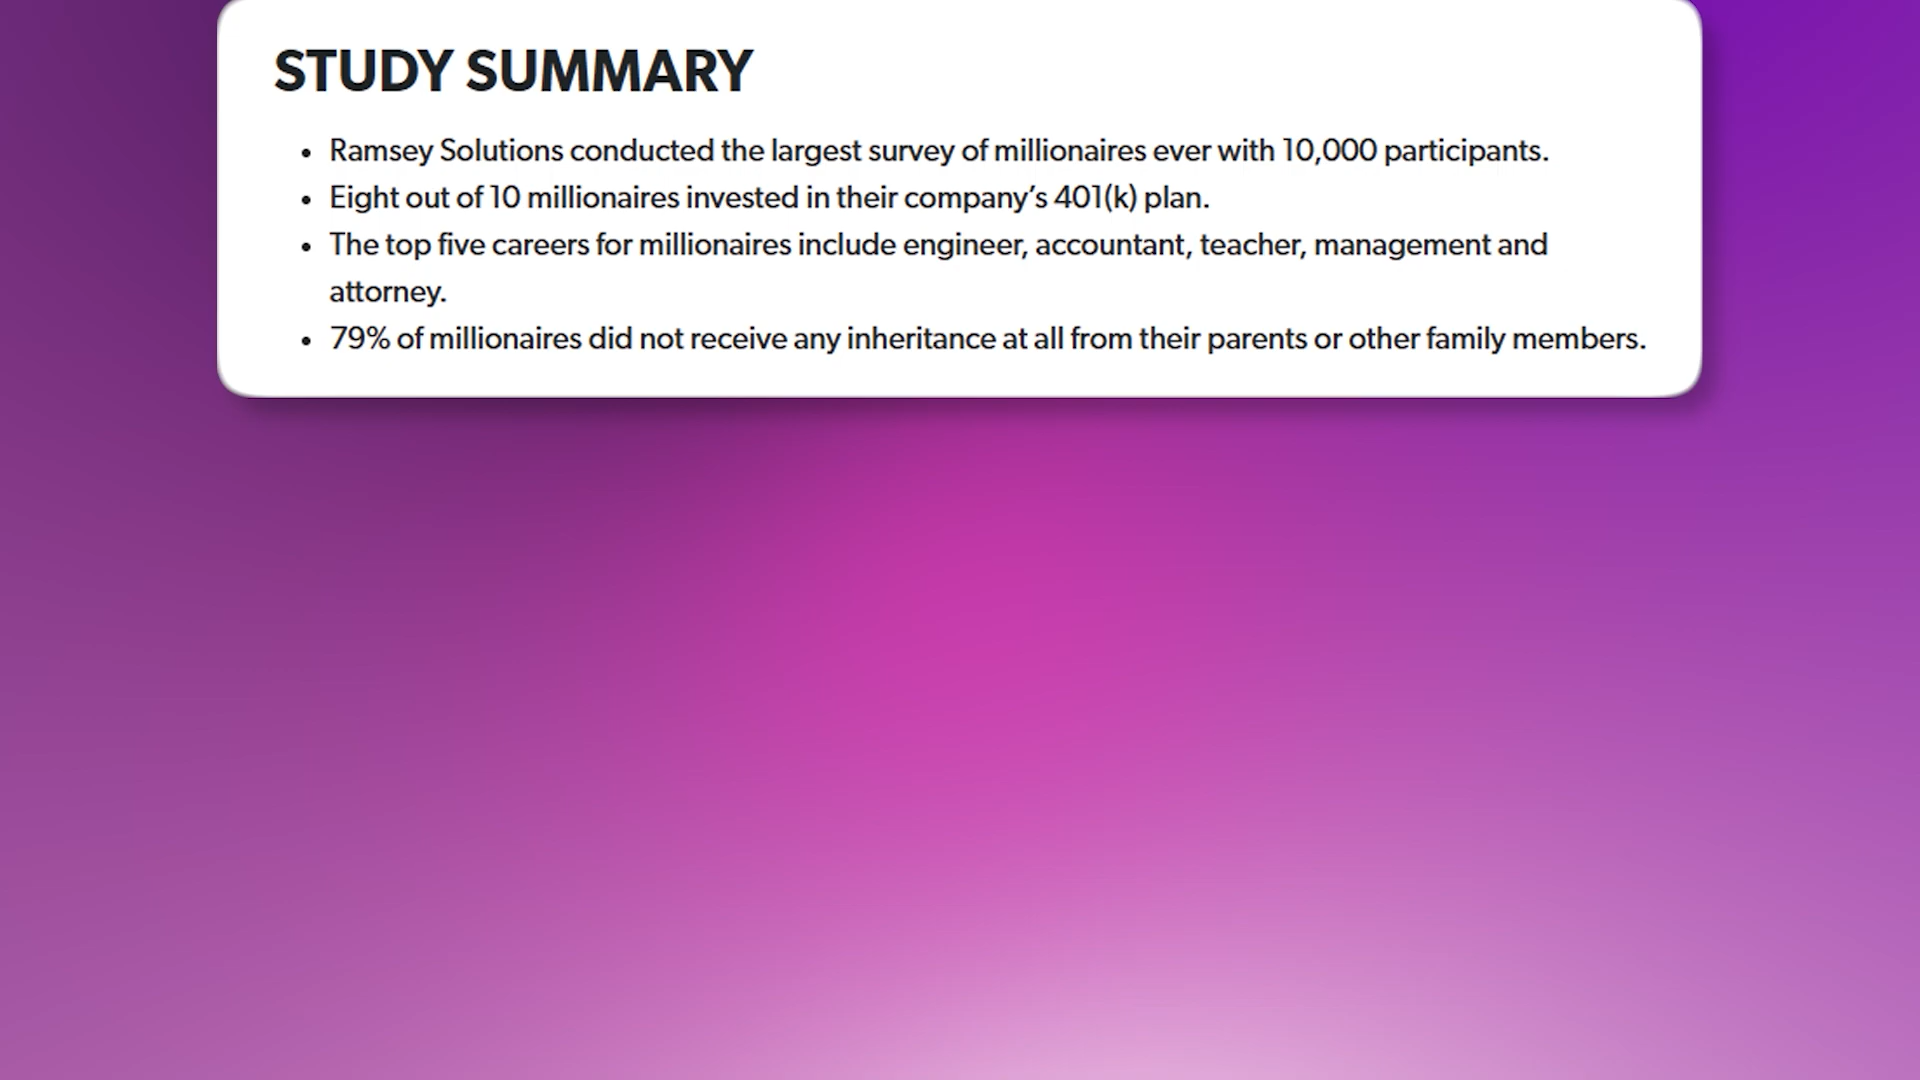 STUDY SUMMARY
• Ramsey Solutions conducted the largest survey of millionaires ever with 10,000 participants.
• Eight out of 10 millionaires invested in their company’s 401(k) plan.
• The top five careers for millionaires include engineer, accountant, teacher, management and
attorney.
• 79% of millionaires did not receive any inheritance at all from their parents or other family members.